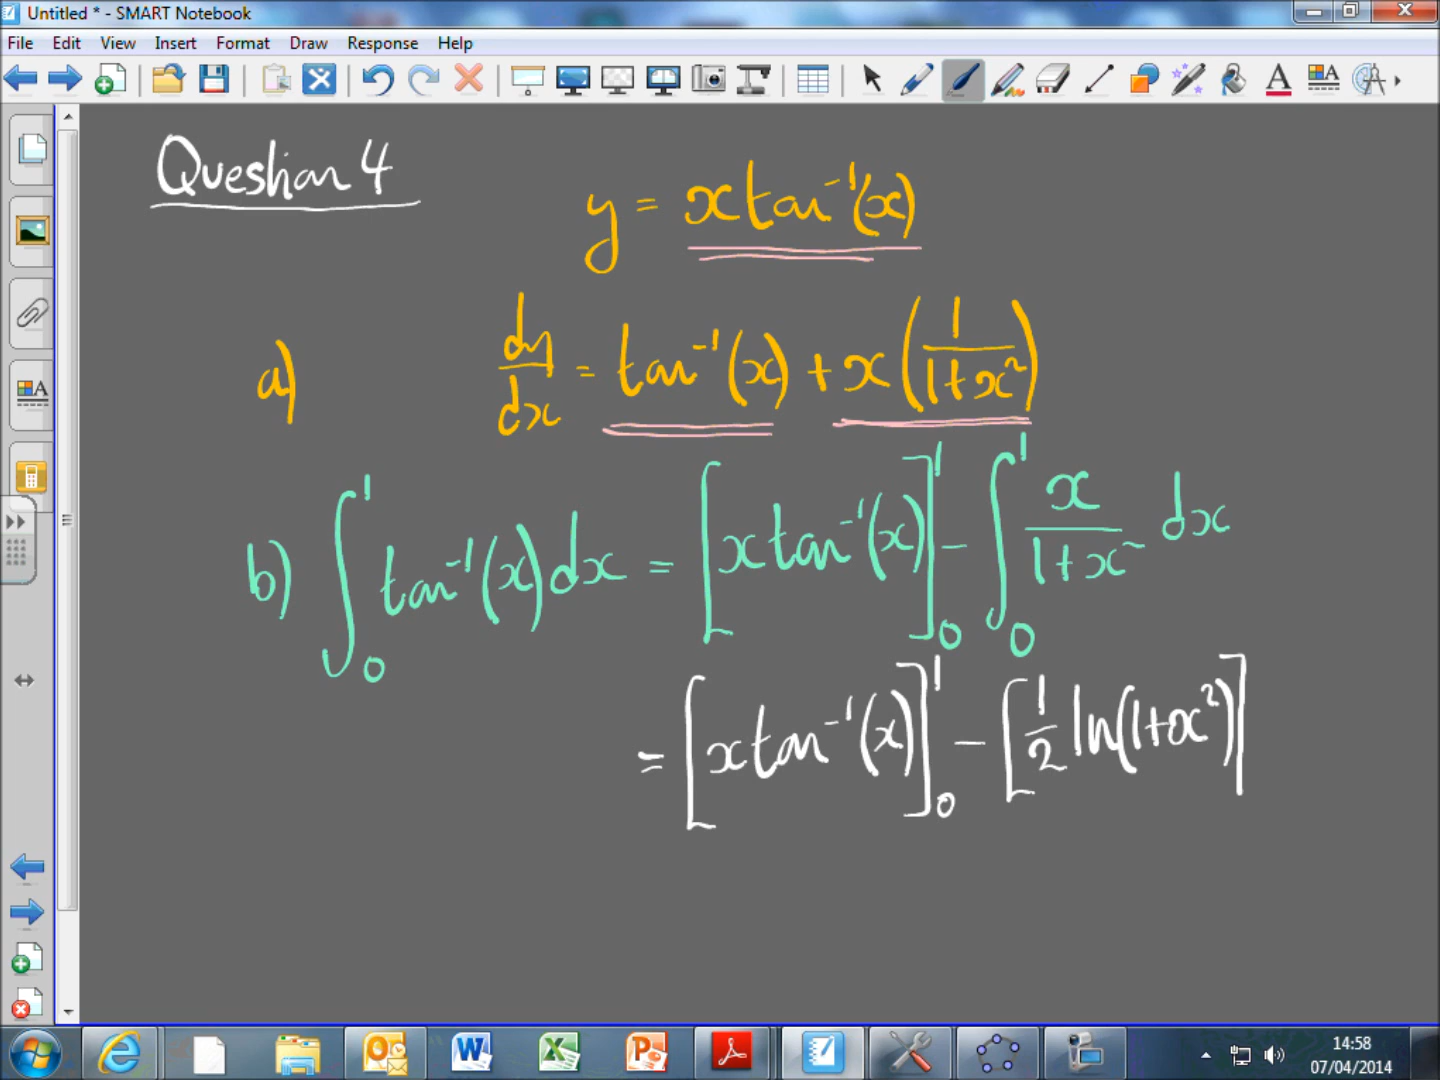 Untitled * - SMART Notebook
File Edit View Insert Format Draw Response Help
Question 4
y = x tan⁻¹(x)
a) dy/dx = tan⁻¹(x) + x(1/(1+x²))
b) ∫₀¹ tan⁻¹(x) dx = [x tan⁻¹(x)]₀¹ - ∫₀¹ x/(1+x²) dx
= [x tan⁻¹(x)]₀¹ - [1/2 ln(1+x²)]
14:58
07/04/2014